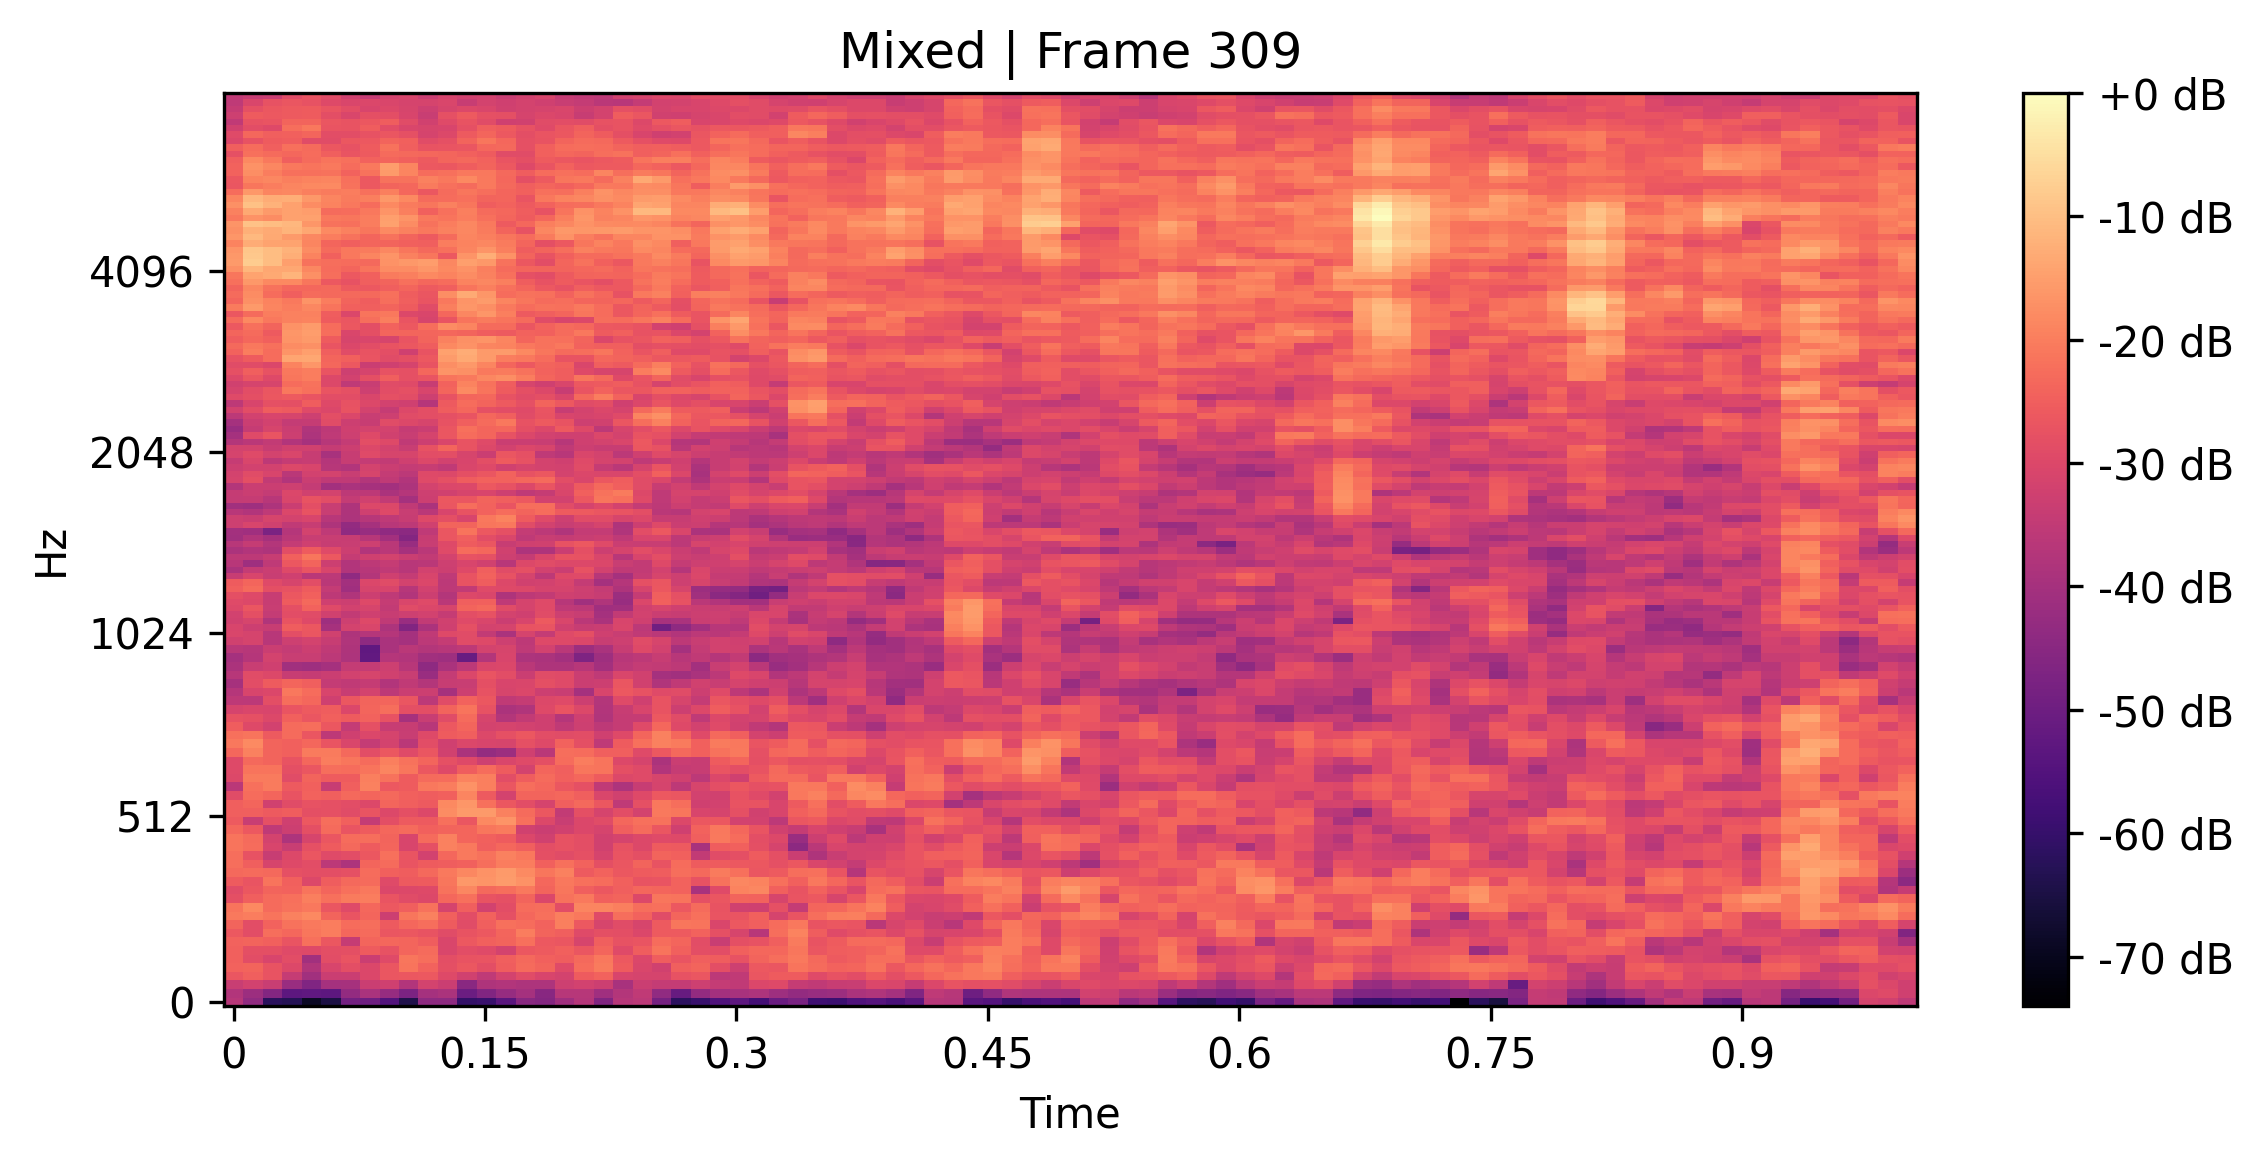 Mixed | Frame 309
+0 dB
-10 dB
-20 dB
-30 dB
-40 dB
-50 dB
-60 dB
-70 dB
Hz
4096
2048
1024
512
0
0 0.15 0.3 0.45 0.6 0.75 0.9
Time